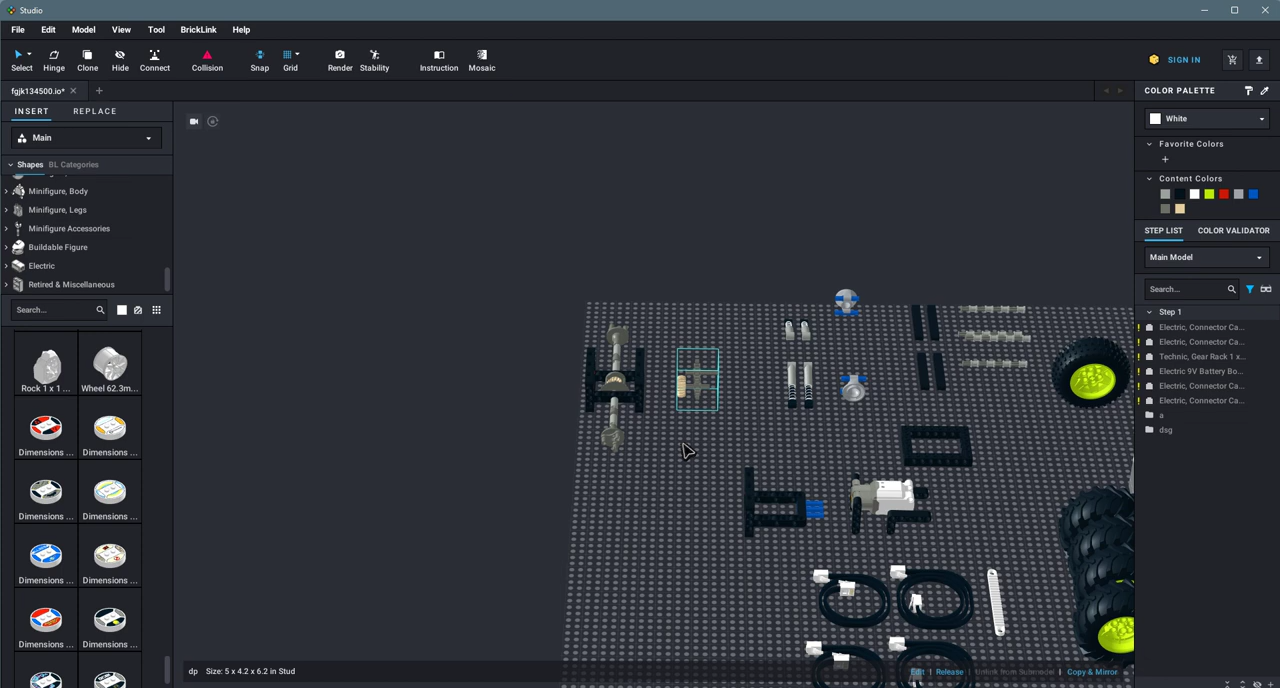 Studio
File Edit Model View Tool BrickLink Help
Select Hinge Clone Hide Connect Collision Snap Grid Render Stability Instruction Mosaic
SIGN IN
fgjk134500.io*
INSERT REPLACE
Main
Shapes BL Categories
Minifigure, Body
Minifigure, Legs
Minifigure Accessories
Buildable Figure
Electric
Retired & Miscellaneous
Search...
Rock 1 x 1 ... Wheel 62.3m...
Dimensions ... Dimensions ...
Dimensions ... Dimensions ...
Dimensions ... Dimensions ...
Dimensions ... Dimensions ...
dp Size: 5 x 4.2 x 6.2 in Stud
Edit | Release | Unlink from Submodel | Copy & Mirror
COLOR PALETTE
White
Favorite Colors
Content Colors
STEP LIST COLOR VALIDATOR
Main Model
Search...
Step 1
Electric, Connector Ca...
Electric, Connector Ca...
Technic, Gear Rack 1 x...
Electric 9V Battery Bo...
Electric, Connector Ca...
Electric, Connector Ca...
a
dsg